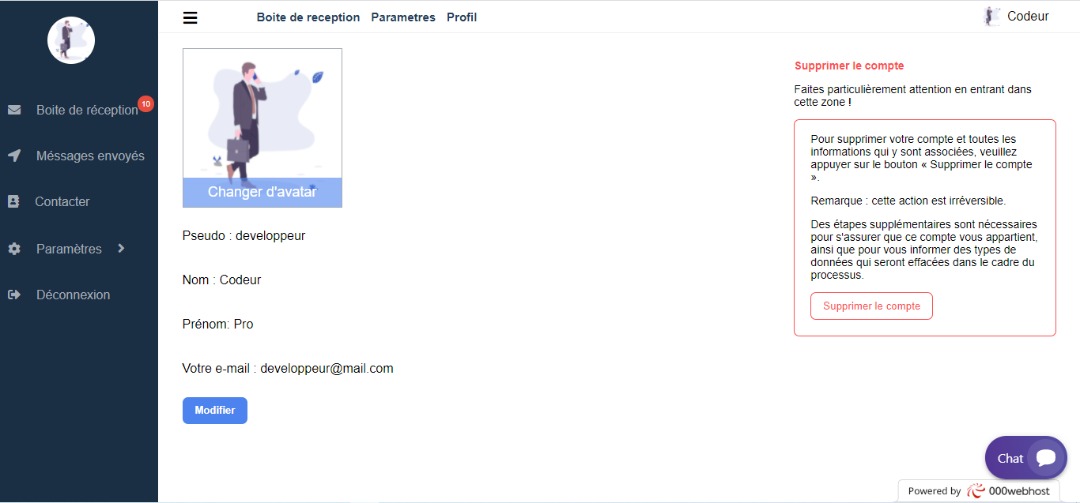 Boite de reception Parametres Profil
Codeur
Boite de réception 10
Méssages envoyés
Contacter
Paramètres
Déconnexion
Changer d'avatar
Pseudo : developpeur
Nom : Codeur
Prénom: Pro
Votre e-mail : developpeur@mail.com
Modifier
Supprimer le compte
Faites particulièrement attention en entrant dans
cette zone !
Pour supprimer votre compte et toutes les
informations qui y sont associées, veuillez
appuyer sur le bouton « Supprimer le compte
».
Remarque : cette action est irréversible.
Des étapes supplémentaires sont nécessaires
pour s'assurer que ce compte vous appartient,
ainsi que pour vous informer des types de
données qui seront effacées dans le cadre du
processus.
Supprimer le compte
Chat
Powered by 000webhost